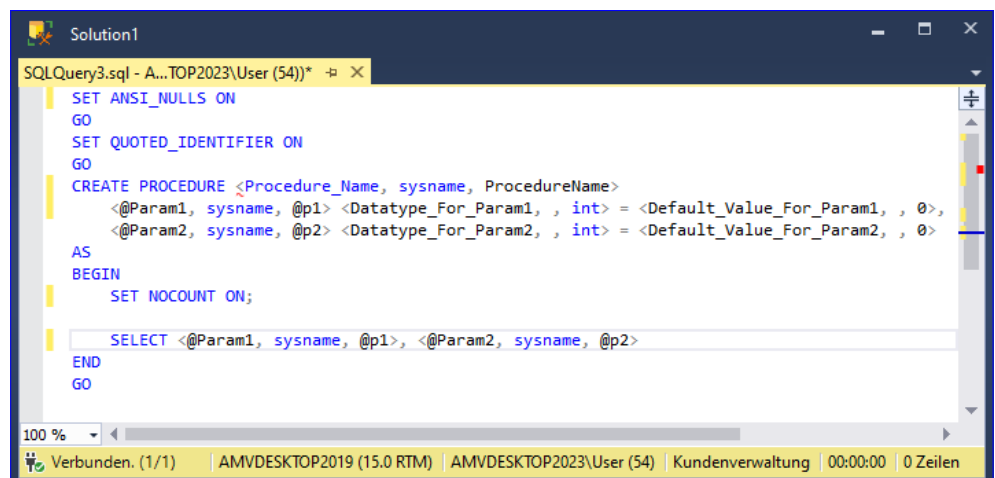 Solution1
SQLQuery3.sql - A...TOP2023\User (54))*
SET ANSI_NULLS ON
GO
SET QUOTED_IDENTIFIER ON
GO
CREATE PROCEDURE <Procedure_Name, sysname, ProcedureName>
<@Param1, sysname, @p1> <Datatype_For_Param1, , int> = <Default_Value_For_Param1, , 0>,
<@Param2, sysname, @p2> <Datatype_For_Param2, , int> = <Default_Value_For_Param2, , 0>
AS
BEGIN
SET NOCOUNT ON;
SELECT <@Param1, sysname, @p1>, <@Param2, sysname, @p2>
END
GO
100 %
Verbunden. (1/1) AMVDESKTOP2019 (15.0 RTM) AMVDESKTOP2023\User (54) Kundenverwaltung 00:00:00 0 Zeilen